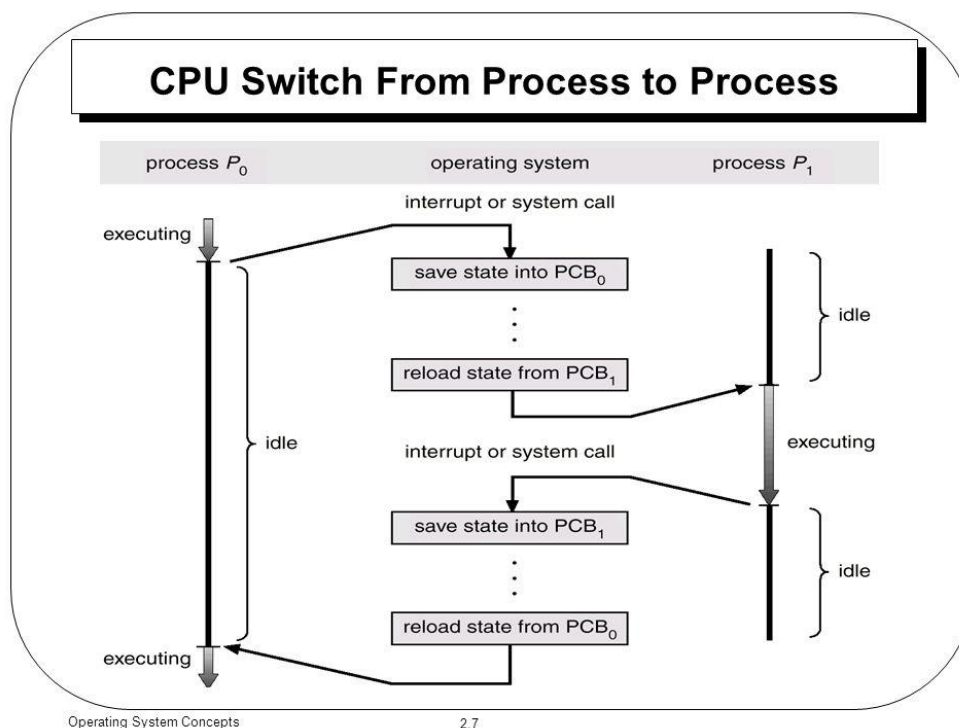 CPU Switch From Process to Process
process P₀ operating system process P₁
interrupt or system call
executing
save state into PCB₀
idle
reload state from PCB₁
idle
executing
interrupt or system call
save state into PCB₁
idle
reload state from PCB₀
executing
Operating System Concepts 2.7